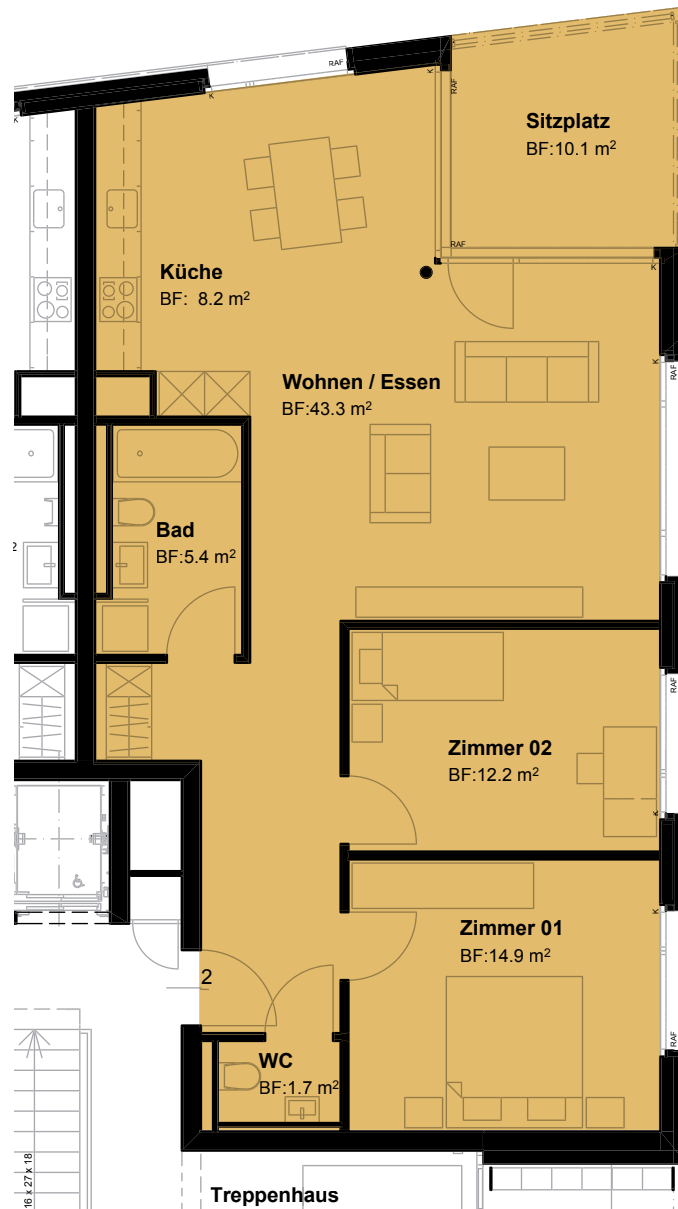 RAF
K
K
K
RAF
Sitzplatz
BF:10.1 m²
K
RAF
K
Küche
BF: 8.2 m²
Wohnen / Essen
BF:43.3 m²
K
RAF
Bad
BF:5.4 m²
2
RAF
Zimmer 02
BF:12.2 m²
K
K
Zimmer 01
BF:14.9 m²
2
RAF
WC
BF:1.7 m²
16 x 27 x 18
Treppenhaus